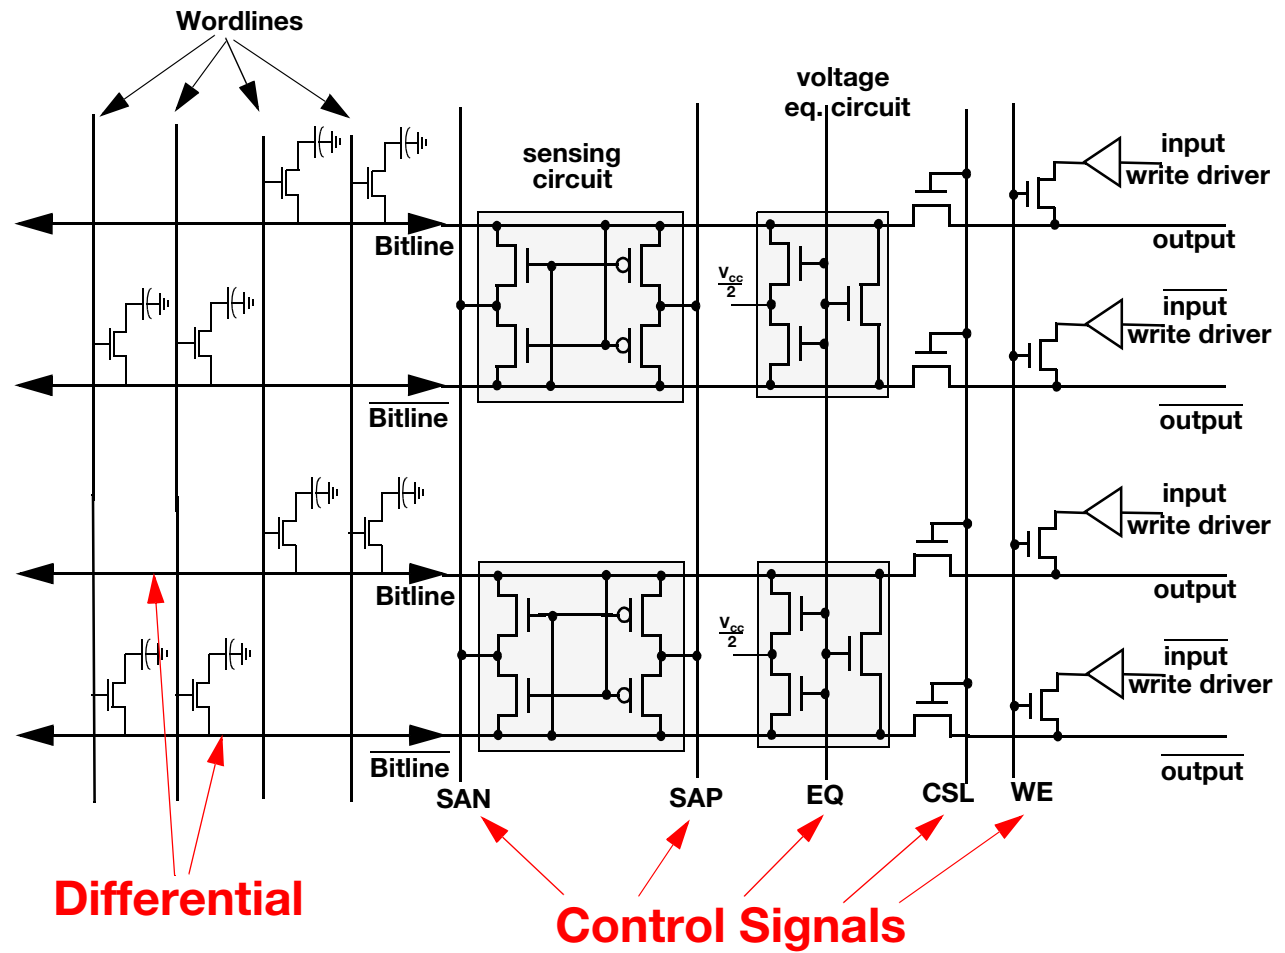 Wordlines
voltage
eq. circuit
sensing
circuit
input
write driver
Bitline
output
Vcc
2
input
write driver
Bitline
output
input
write driver
Bitline
output
Vcc
2
input
write driver
Bitline
output
SAN
SAP
EQ
CSL
WE
Differential
Control Signals